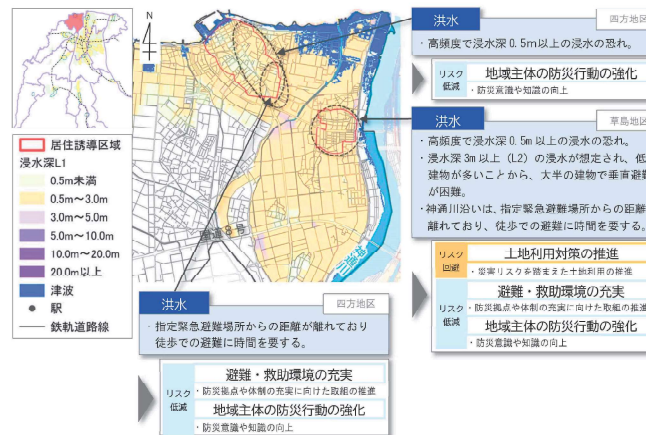 N
居住誘導区域
浸水深L1
0.5m未満
0.5m～3.0m
3.0m～5.0m
5.0m～10.0m
10.0m～20.0m
20.0m以上
津波
駅
鉄軌道路線
神通川
洪水
四方地区
・高頻度で浸水深0.5m以上の浸水の恐れ。
リスク
低減
地域主体の防災行動の強化
・防災意識や知識の向上
洪水
草島地区
・高頻度で浸水深0.5m以上の浸水の恐れ。
・浸水深3m以上（L2）の浸水が想定され、低
建物が多いことから、大半の建物で垂直避難
が困難。
・神通川沿いは、指定緊急避難場所からの距離
離れており、徒歩での避難に時間を要する。
リスク
回避
土地利用対策の推進
・災害リスクを踏まえた土地利用の推進
リスク
低減
避難・救助環境の充実
・防災拠点や体制の充実に向けた取組の推進
地域主体の防災行動の強化
・防災意識や知識の向上
洪水
四方地区
・指定緊急避難場所からの距離が離れており
徒歩での避難に時間を要する。
リスク
低減
避難・救助環境の充実
・防災拠点や体制の充実に向けた取組の推進
地域主体の防災行動の強化
・防災意識や知識の向上